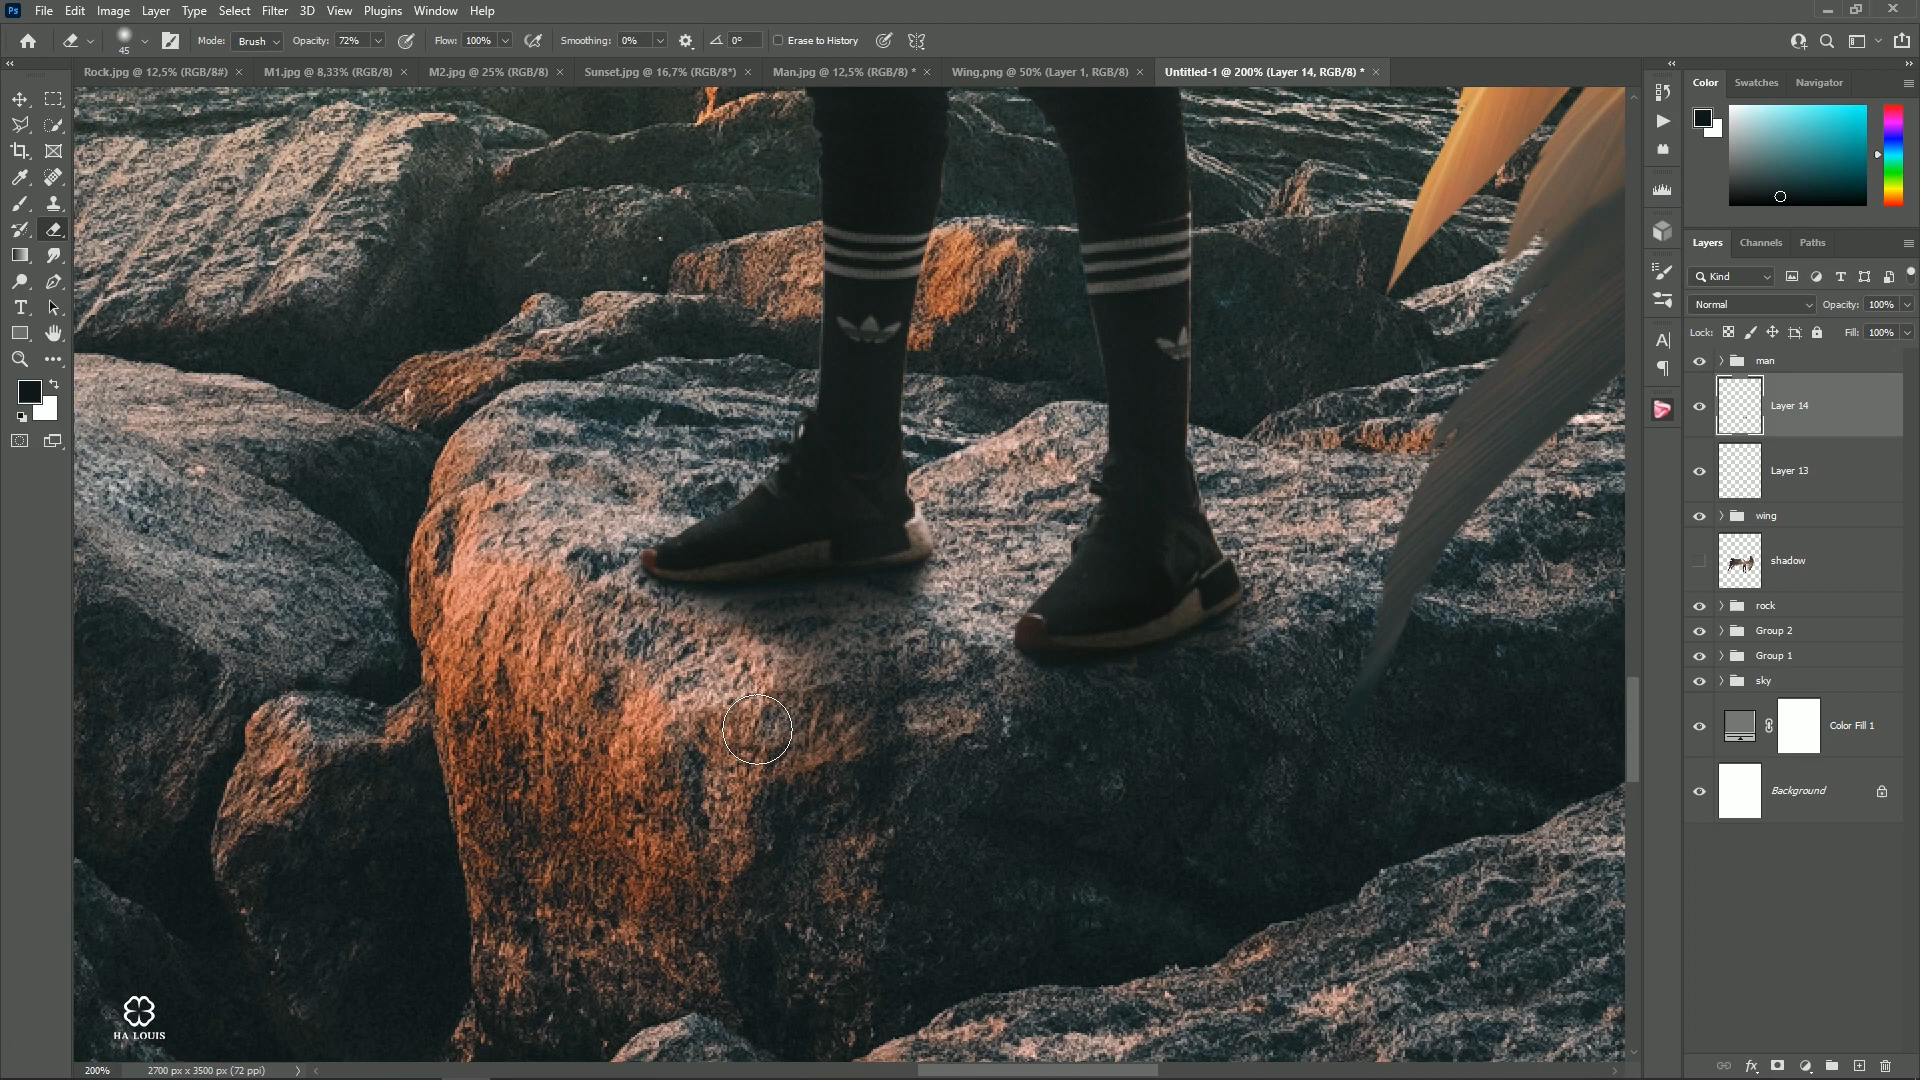 Ps File Edit Image Layer Type Select Filter 3D View Plugins Window Help
45 Mode: Brush Opacity: 72% Flow: 100% Smoothing: 0% 0° Erase to History
Rock.jpg @ 12,5% (RGB/8#) M1.jpg @ 8,33% (RGB/8) M2.jpg @ 25% (RGB/8) Sunset.jpg @ 16,7% (RGB/8*) Man.jpg @ 12,5% (RGB/8) * Wing.png @ 50% (Layer 1, RGB/8) Untitled-1 @ 200% (Layer 14, RGB/8) *
Color Swatches Navigator
Layers Channels Paths
Kind
Normal Opacity: 100%
Lock: Fill: 100%
man
Layer 14
Layer 13
wing
shadow
rock
Group 2
Group 1
sky
Color Fill 1
Background
HA LOUIS
200% 2700 px x 3500 px (72 ppi)